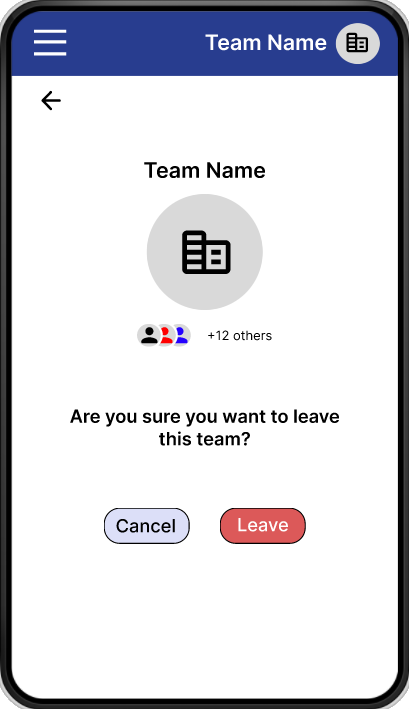 Team Name
Team Name
+12 others
Are you sure you want to leave
this team?
Cancel
Leave